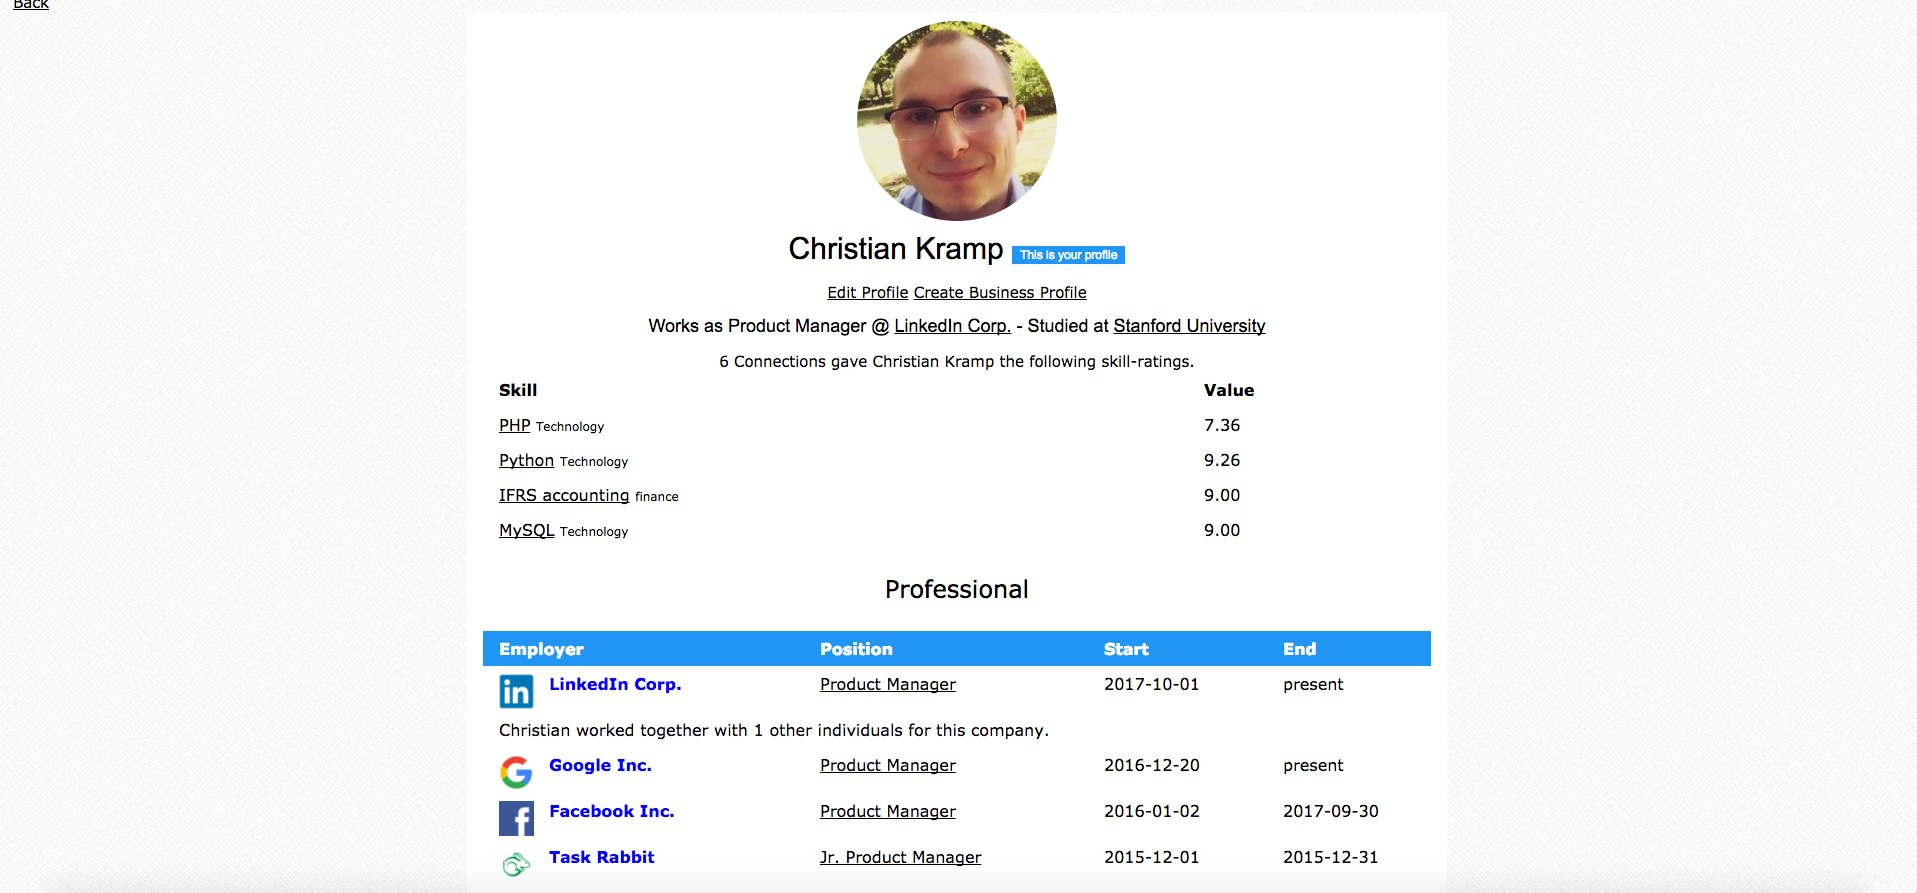 Back
Christian Kramp This is your profile
Edit Profile Create Business Profile
Works as Product Manager @ LinkedIn Corp. - Studied at Stanford University
6 Connections gave Christian Kramp the following skill-ratings.
Skill Value
PHP Technology 7.36
Python Technology 9.26
IFRS accounting finance 9.00
MySQL Technology 9.00
Professional
Employer Position Start End
in LinkedIn Corp. Product Manager 2017-10-01 present
Christian worked together with 1 other individuals for this company.
G Google Inc. Product Manager 2016-12-20 present
f Facebook Inc. Product Manager 2016-01-02 2017-09-30
Task Rabbit Jr. Product Manager 2015-12-01 2015-12-31